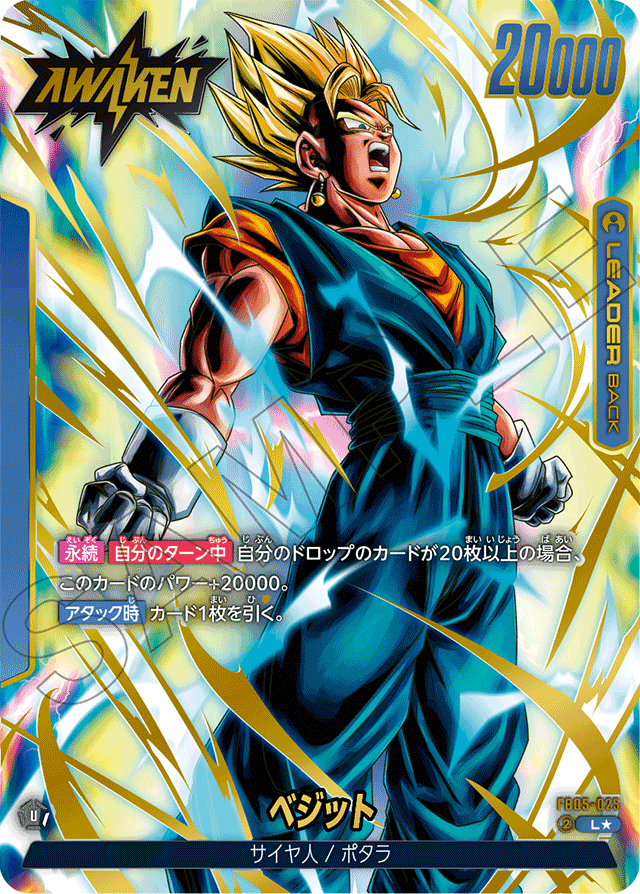 AWAKEN
20000
LEADER BACK
永続 自分のターン中 自分のドロップのカードが20枚以上の場合、
このカードのパワー+20000。
アタック時 カード1枚を引く。
SAMPLE
ベジット
FB05-025
U
2 L★
サイヤ人 / ポタラ